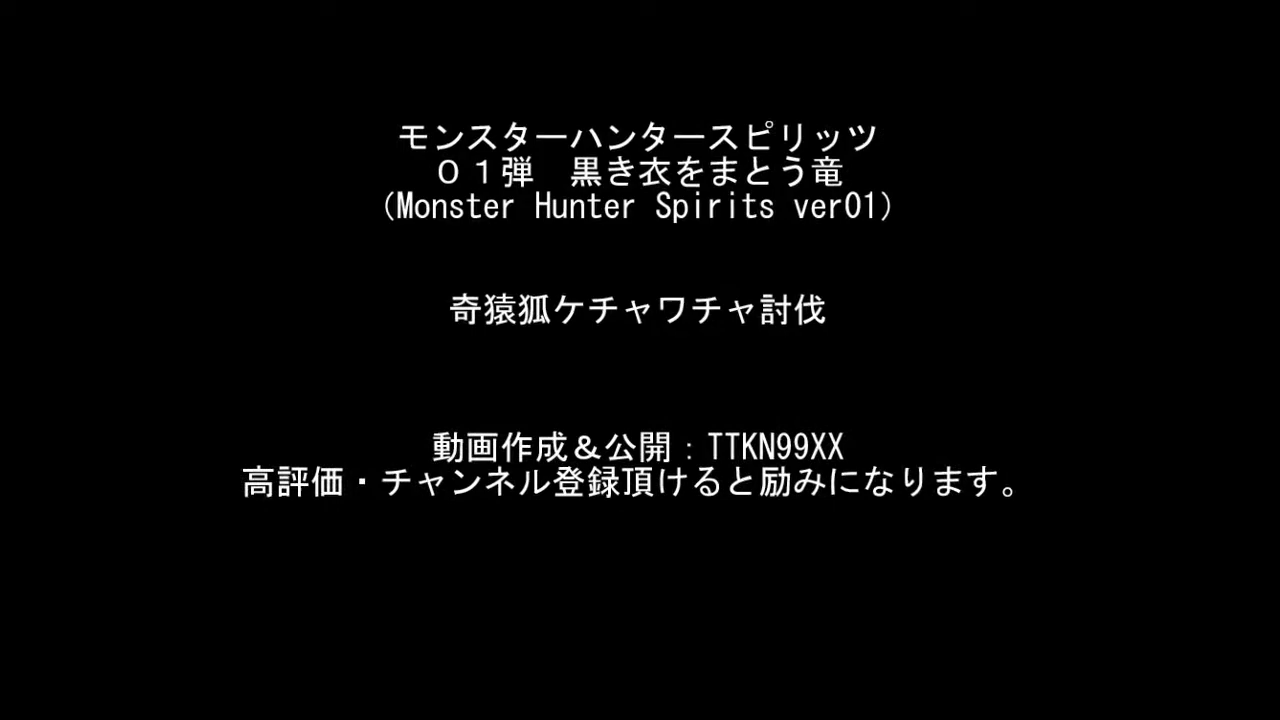 モンスターハンタースピリッツ
０１弾　黒き衣をまとう竜
(Monster Hunter Spirits ver01)
奇猿狐ケチャワチャ討伐
動画作成＆公開：TTKN99XX
高評価・チャンネル登録頂けると励みになります。